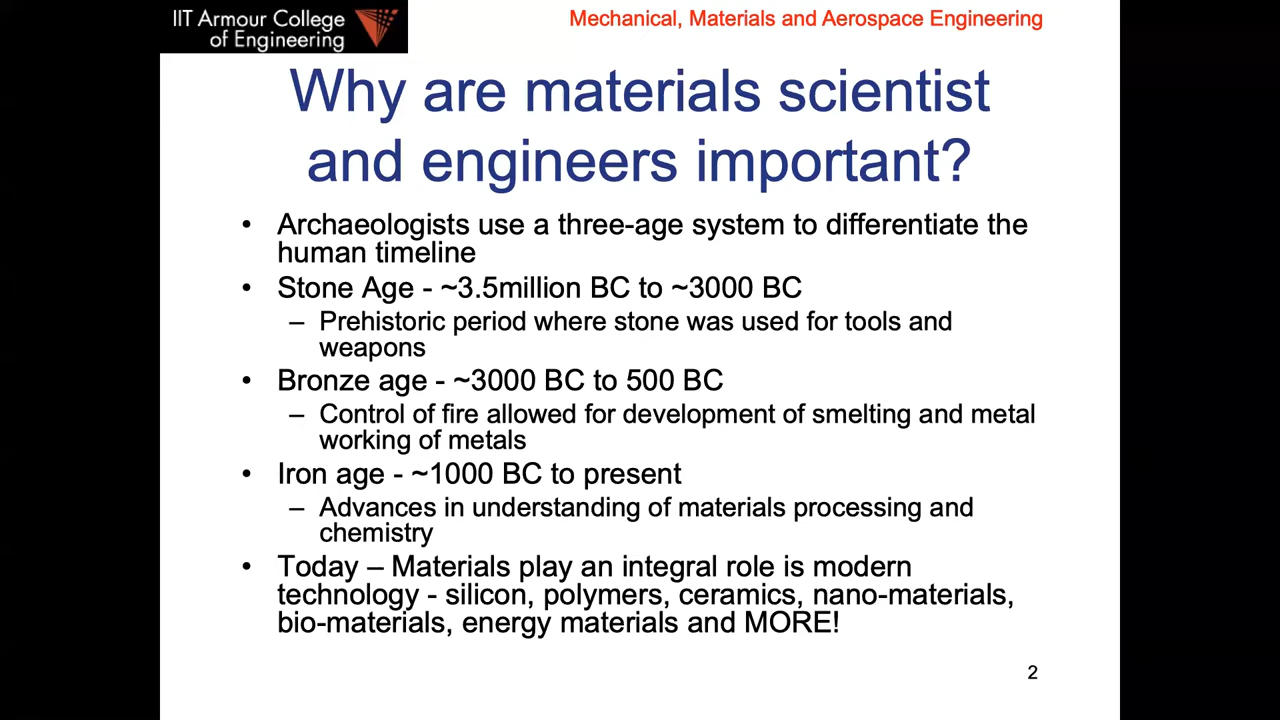 IIT Armour College
of Engineering
Mechanical, Materials and Aerospace Engineering
Why are materials scientist
and engineers important?
• Archaeologists use a three-age system to differentiate the
human timeline
• Stone Age - ~3.5million BC to ~3000 BC
– Prehistoric period where stone was used for tools and
weapons
• Bronze age - ~3000 BC to 500 BC
– Control of fire allowed for development of smelting and metal
working of metals
• Iron age - ~1000 BC to present
– Advances in understanding of materials processing and
chemistry
• Today – Materials play an integral role is modern
technology - silicon, polymers, ceramics, nano-materials,
bio-materials, energy materials and MORE!
2